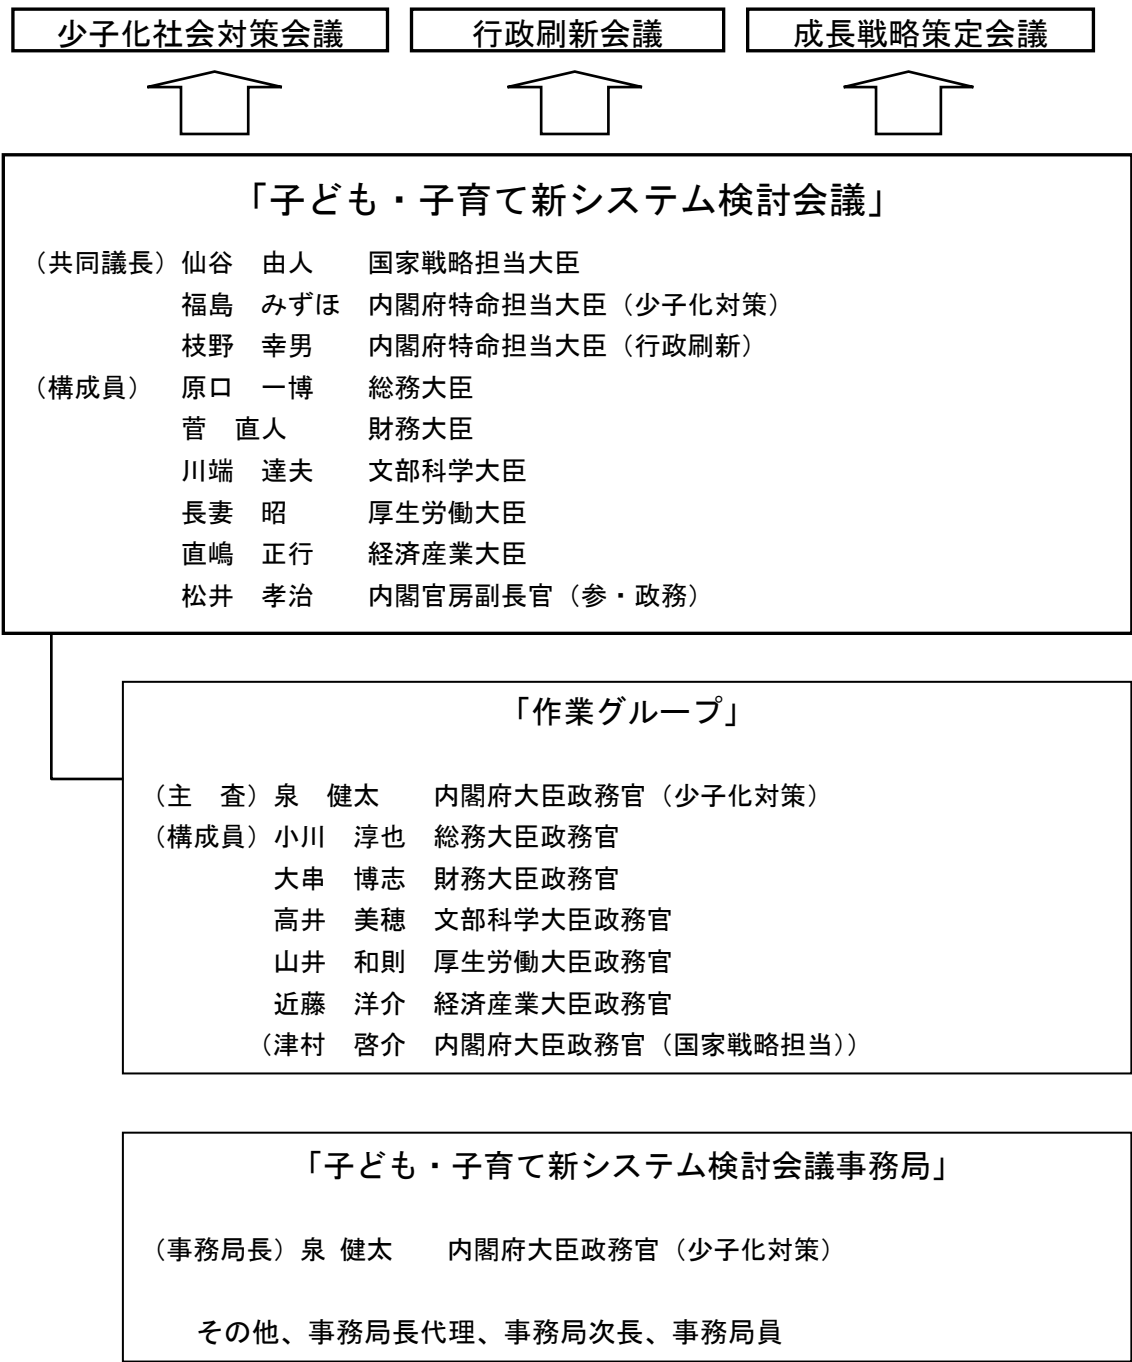 少子化社会対策会議　行政刷新会議　成長戦略策定会議
「子ども・子育て新システム検討会議」
（共同議長）仙谷　由人　国家戦略担当大臣
福島　みずほ　内閣府特命担当大臣（少子化対策）
枝野　幸男　内閣府特命担当大臣（行政刷新）
（構成員）　原口　一博　総務大臣
菅　直人　財務大臣
川端　達夫　文部科学大臣
長妻　昭　厚生労働大臣
直嶋　正行　経済産業大臣
松井　孝治　内閣官房副長官（参・政務）
「作業グループ」
（主　査）泉　健太　内閣府大臣政務官（少子化対策）
（構成員）小川　淳也　総務大臣政務官
大串　博志　財務大臣政務官
高井　美穂　文部科学大臣政務官
山井　和則　厚生労働大臣政務官
近藤　洋介　経済産業大臣政務官
（津村　啓介　内閣府大臣政務官（国家戦略担当））
「子ども・子育て新システム検討会議事務局」
（事務局長）泉 健太　内閣府大臣政務官（少子化対策）
その他、事務局長代理、事務局次長、事務局員